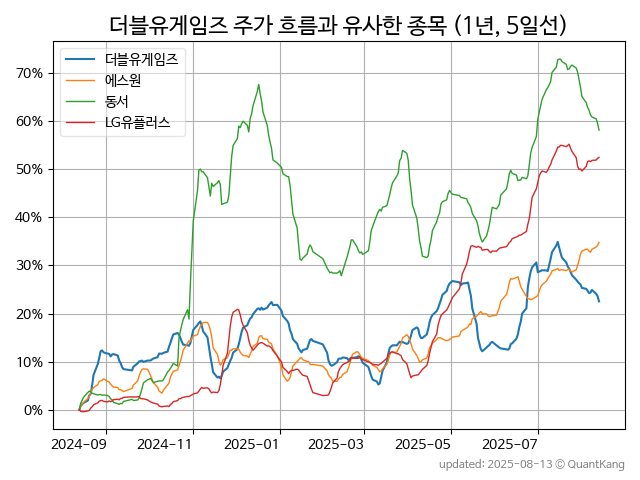 더블유게임즈 주가 흐름과 유사한 종목 (1년, 5일선)
더블유게임즈
에스원
동서
LG유플러스
70%
60%
50%
40%
30%
20%
10%
0%
2024-09 2024-11 2025-01 2025-03 2025-05 2025-07
updated: 2025-08-13 © QuantKang